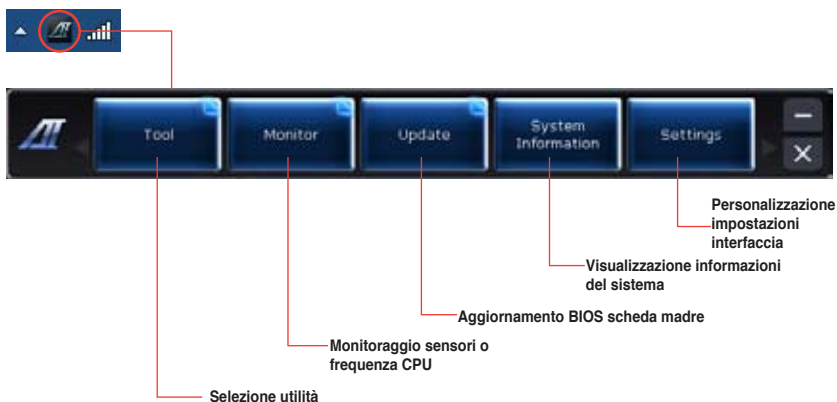 Tool
Monitor
Update
System
Information
Settings
Personalizzazione
impostazioni
interfaccia
Visualizzazione informazioni
del sistema
Aggiornamento BIOS scheda madre
Monitoraggio sensori o
frequenza CPU
Selezione utilità